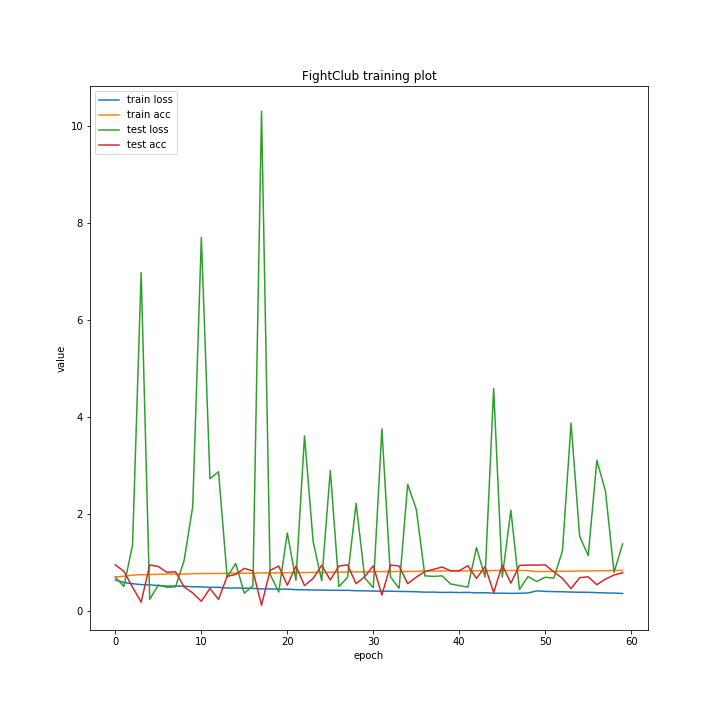 FightClub training plot
train loss
train acc
test loss
test acc
10
8
6
4
2
0
value
0 10 20 30 40 50 60
epoch